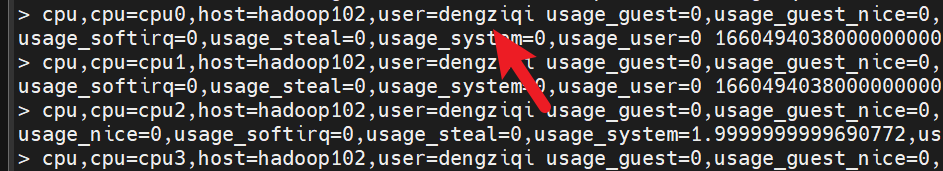 > cpu,cpu=cpu0,host=hadoop102,user=dengziqi usage_guest=0,usage_guest_nice=0,
usage_softirq=0,usage_steal=0,usage_system=0,usage_user=0 1660494038000000000
> cpu,cpu=cpu1,host=hadoop102,user=dengziqi usage_guest=0,usage_guest_nice=0,
usage_softirq=0,usage_steal=0,usage_system=0,usage_user=0 1660494038000000000
> cpu,cpu=cpu2,host=hadoop102,user=dengziqi usage_guest=0,usage_guest_nice=0,
usage_nice=0,usage_softirq=0,usage_steal=0,usage_system=1.9999999999690772,us
> cpu,cpu=cpu3,host=hadoop102,user=dengziqi usage_guest=0,usage_guest_nice=0,